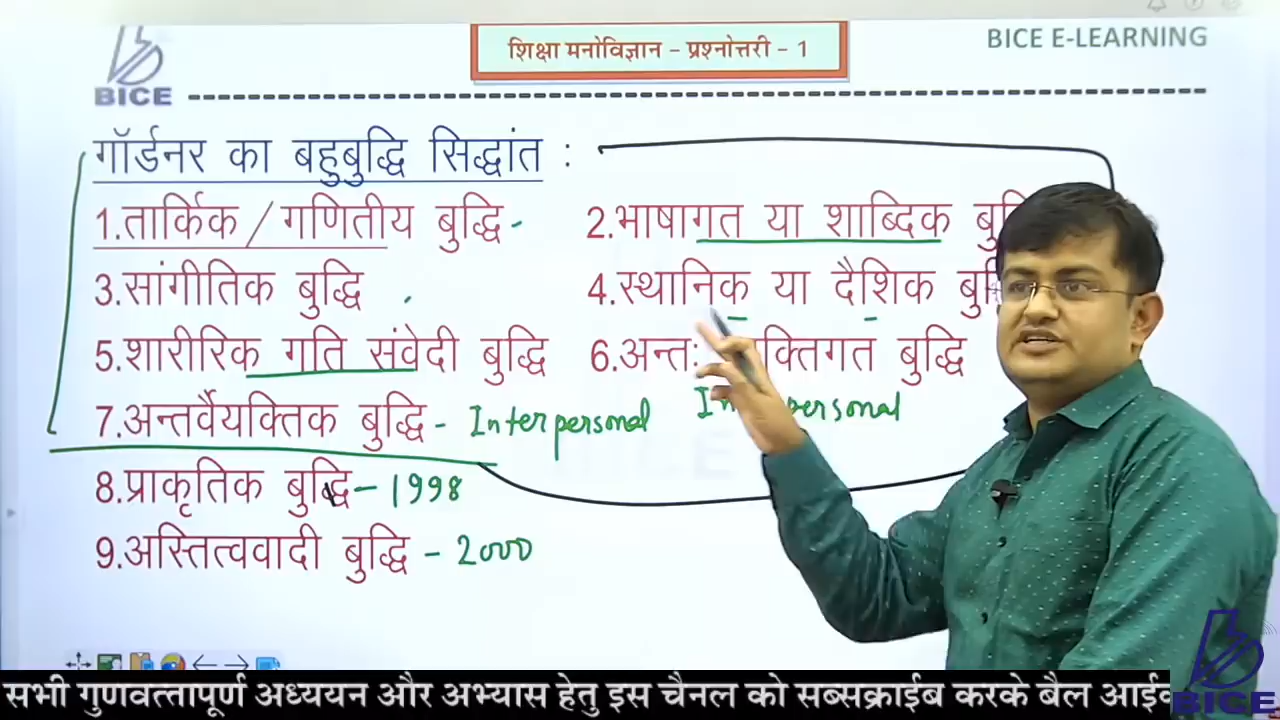 BICE
शिक्षा मनोविज्ञान – प्रश्नोत्तरी - 1
BICE E-LEARNING
गॉर्डनर का बहुबुद्धि सिद्धांत :
1.तार्किक / गणितीय बुद्धि -
2.भाषागत या शाब्दिक
3.सांगीतिक बुद्धि
4.स्थानिक या दैशिक
5.शारीरिक गति संवेदी बुद्धि
6.अन्तः बुद्धि
7.अन्तर्वैयक्तिक बुद्धि - Interpersonal
8.प्राकृतिक बुद्धि – 1998
9.अस्तित्ववादी बुद्धि - 2000
सभी गुणवत्तापूर्ण अध्ययन और अभ्यास हेतु इस चैनल को सब्सक्राईब करके बैल
BICE